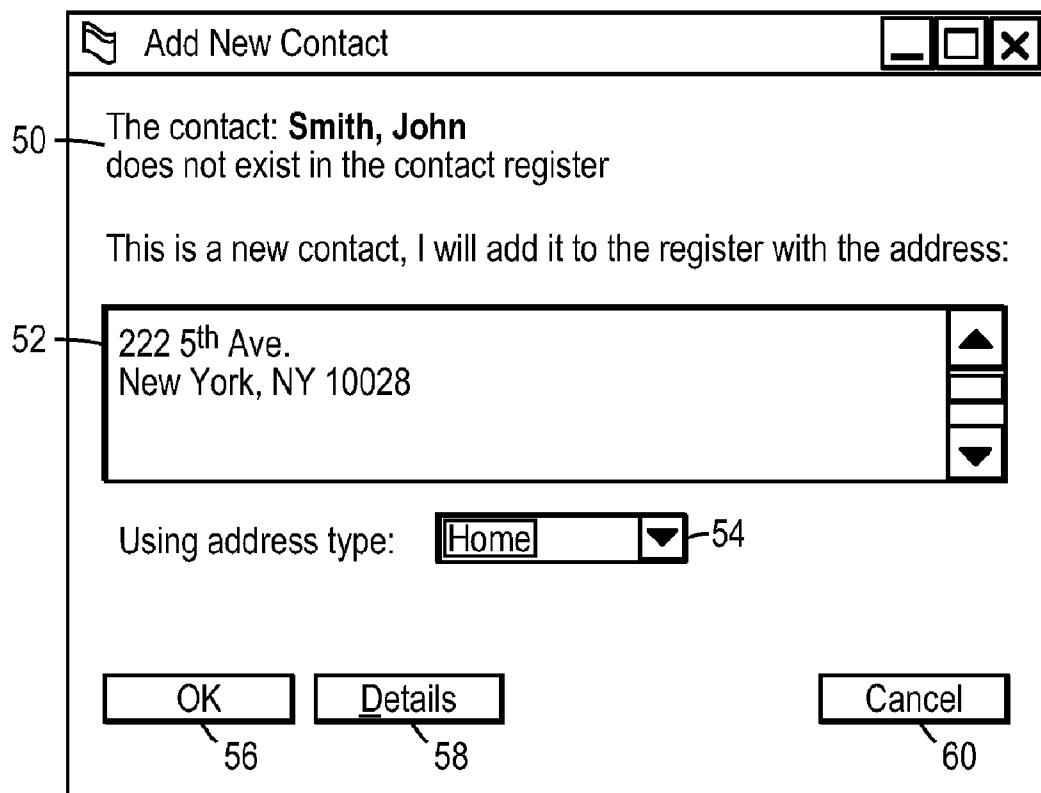 Add New Contact
50
The contact: Smith, John
does not exist in the contact register
This is a new contact, I will add it to the register with the address:
52
222 5th Ave.
New York, NY 10028
Using address type: Home 54
OK Details Cancel
56 58 60